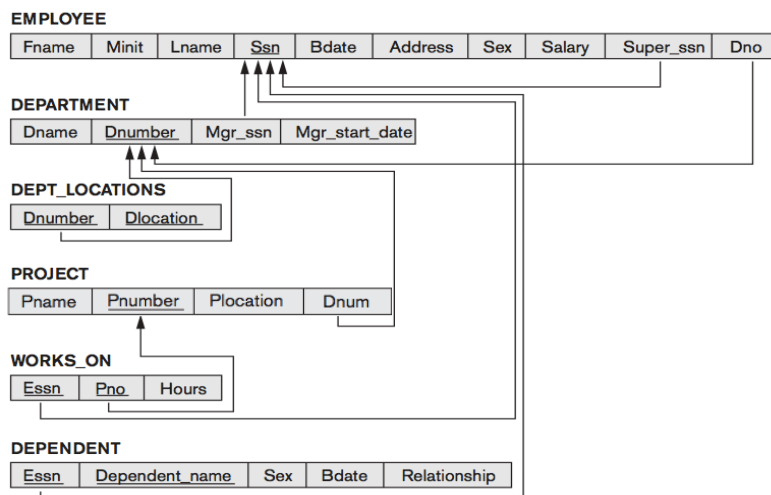 EMPLOYEE
Fname Minit Lname Ssn Bdate Address Sex Salary Super_ssn Dno
DEPARTMENT
Dname Dnumber Mgr_ssn Mgr_start_date
DEPT_LOCATIONS
Dnumber Dlocation
PROJECT
Pname Pnumber Plocation Dnum
WORKS_ON
Essn Pno Hours
DEPENDENT
Essn Dependent_name Sex Bdate Relationship